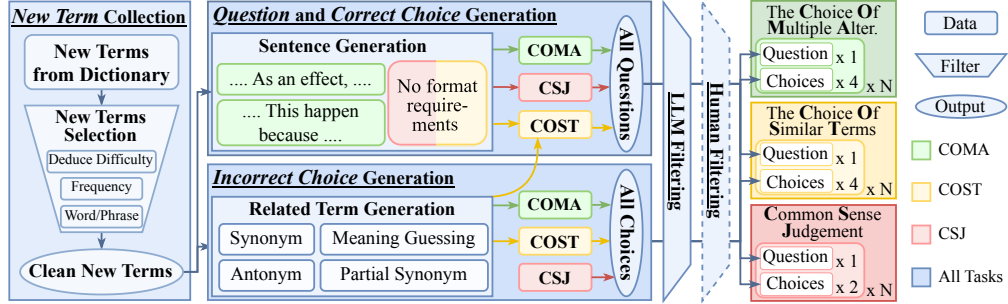 New Term Collection
New Terms
from Dictionary
New Terms
Selection
Deduce Difficulty
Frequency
Word/Phrase
Clean New Terms
Question and Correct Choice Generation
Sentence Generation
.... As an effect, ....
.... This happen
because ....
No format
require-
ments
COMA
CSJ
COST
All Questions
Incorrect Choice Generation
Related Term Generation
Synonym
Meaning Guessing
Antonym
Partial Synonym
COMA
COST
CSJ
All Choices
LLM Filtering
Human Filtering
The Choice Of
Multiple Alter.
Question x 1
Choices x 4 x N
The Choice Of
Similar Terms
Question x 1
Choices x 4 x N
Common Sense
Judgement
Question x 1
Choices x 2 x N
Data
Filter
Output
COMA
COST
CSJ
All Tasks